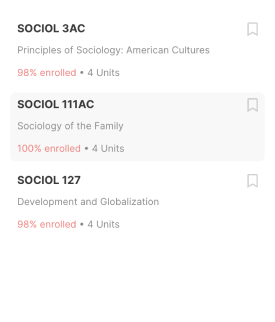 SOCIOL 3AC
Principles of Sociology: American Cultures
98% enrolled • 4 Units
SOCIOL 111AC
Sociology of the Family
100% enrolled • 4 Units
SOCIOL 127
Development and Globalization
98% enrolled • 4 Units